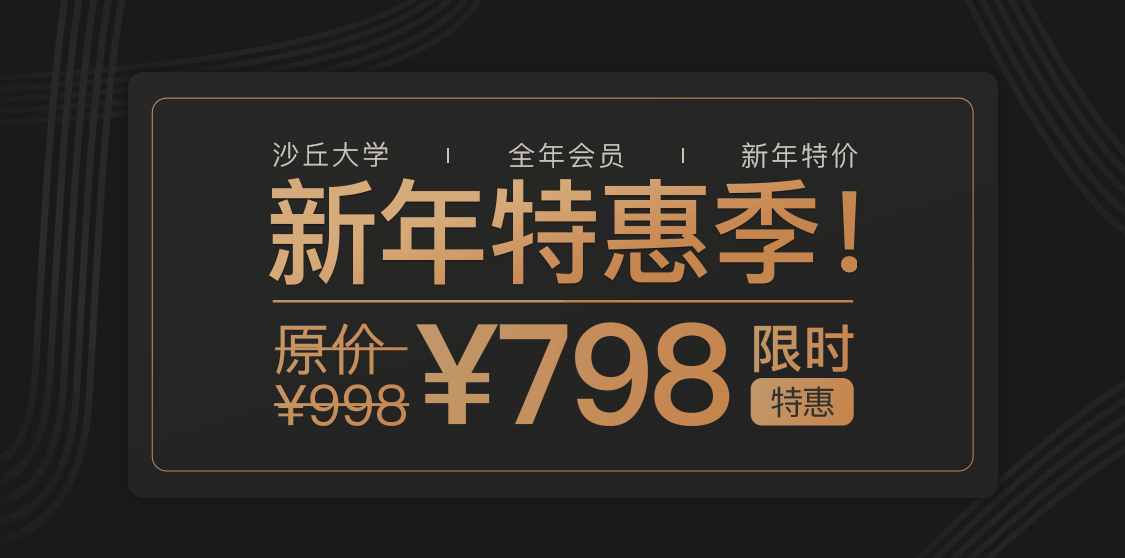 沙丘大学 | 全年会员 | 新年特价
新年特惠季！
原价
¥998
¥798
限时
特惠